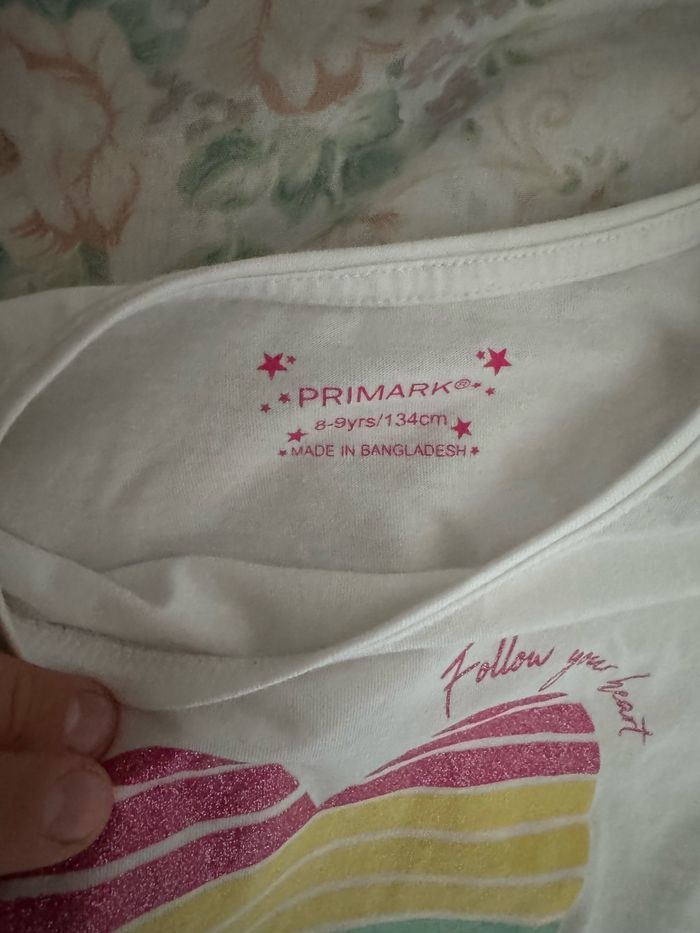 PRIMARK®
8-9yrs/134cm
MADE IN BANGLADESH
Follow your heart